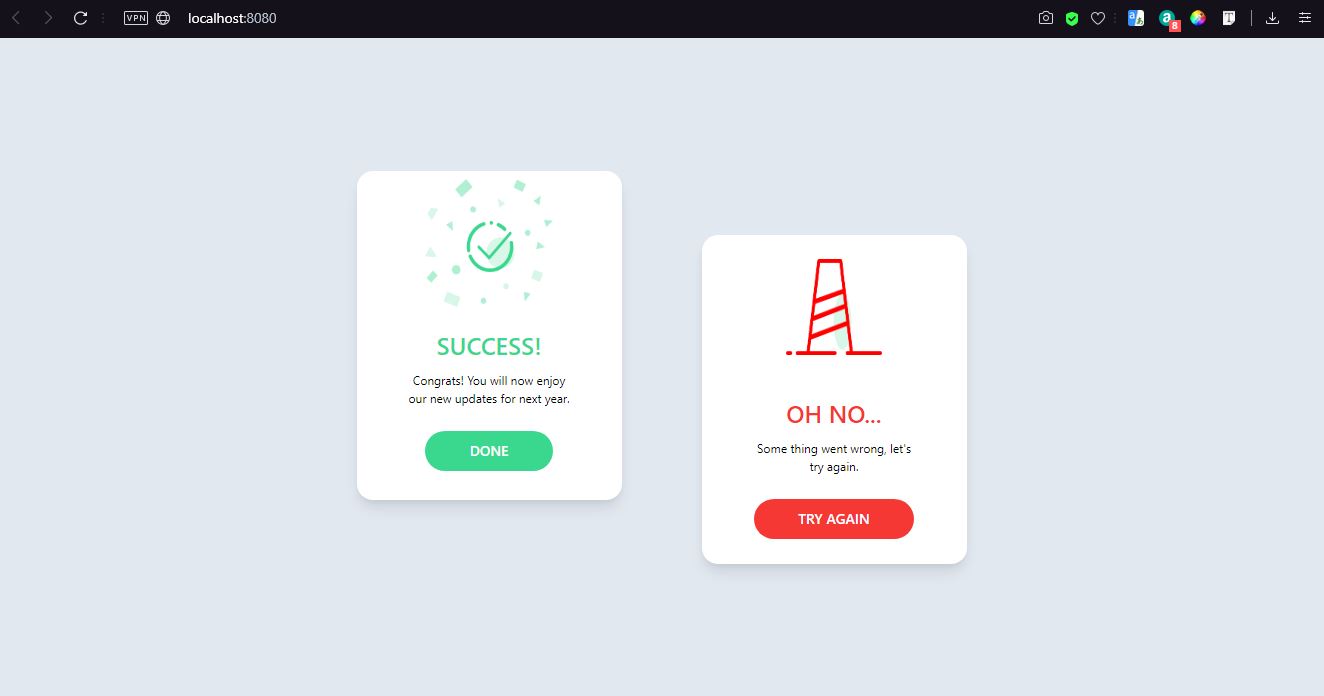 VPN
localhost:8080
a
8
T
SUCCESS!
Congrats! You will now enjoy
our new updates for next year.
DONE
OH NO...
Some thing went wrong, let's
try again.
TRY AGAIN